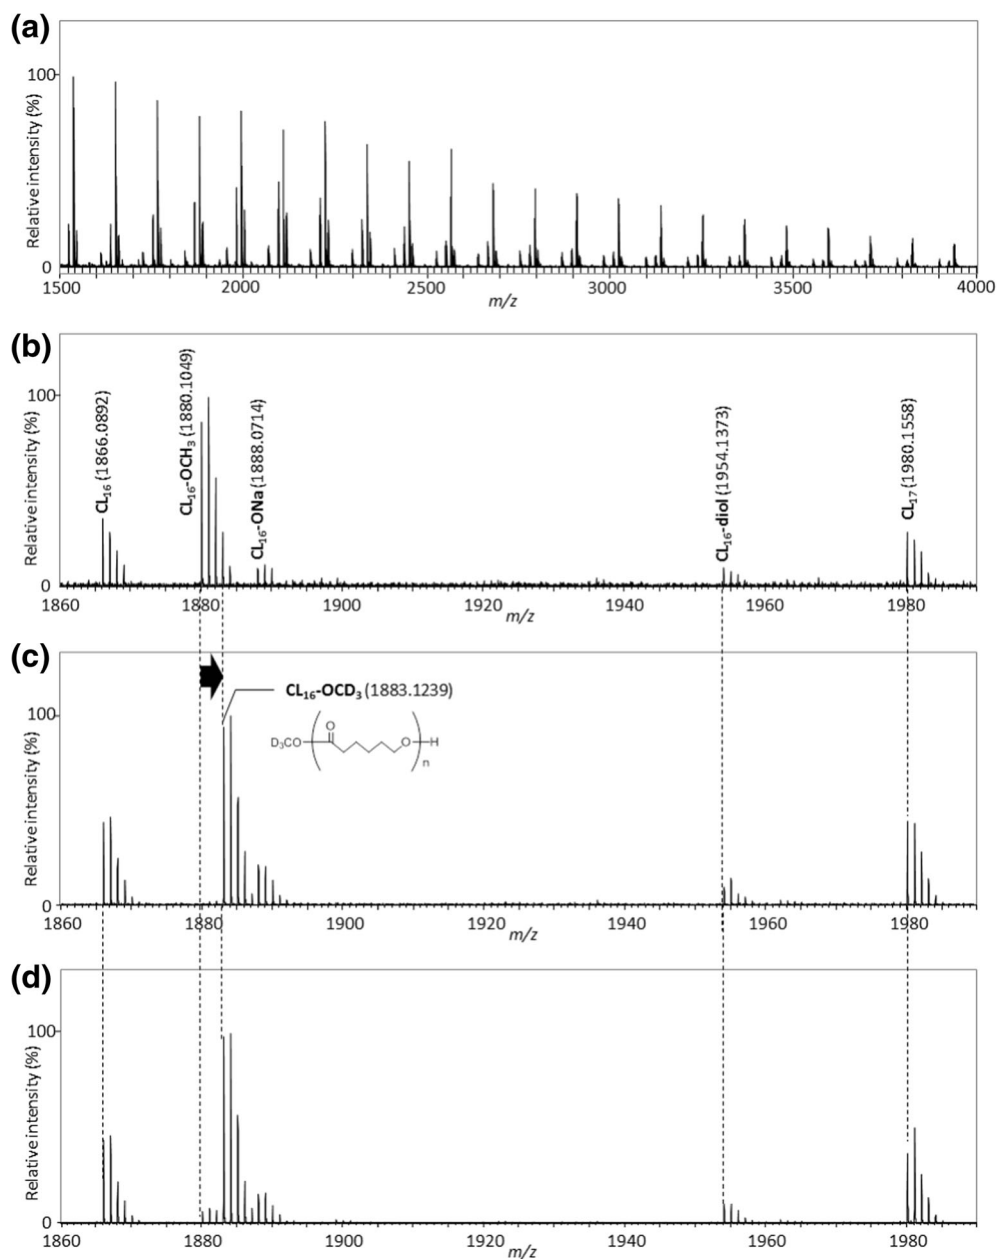 (a)
Relative intensity (%)
100
0
1500 2000 2500 3000 3500 4000
m/z
(b)
Relative intensity (%)
100
0
CL16 (1866.0892)
CL16-OCH3 (1880.1049)
CL16-ONa (1888.0714)
CL16-diol (1954.1373)
CL17 (1980.1558)
1860 1880 1900 1920 1940 1960 1980
m/z
(c)
Relative intensity (%)
100
0
CL16-OCD3 (1883.1239)
D3CO O O H
n
1860 1880 1900 1920 1940 1960 1980
m/z
(d)
Relative intensity (%)
100
0
1860 1880 1900 1920 1940 1960 1980
m/z